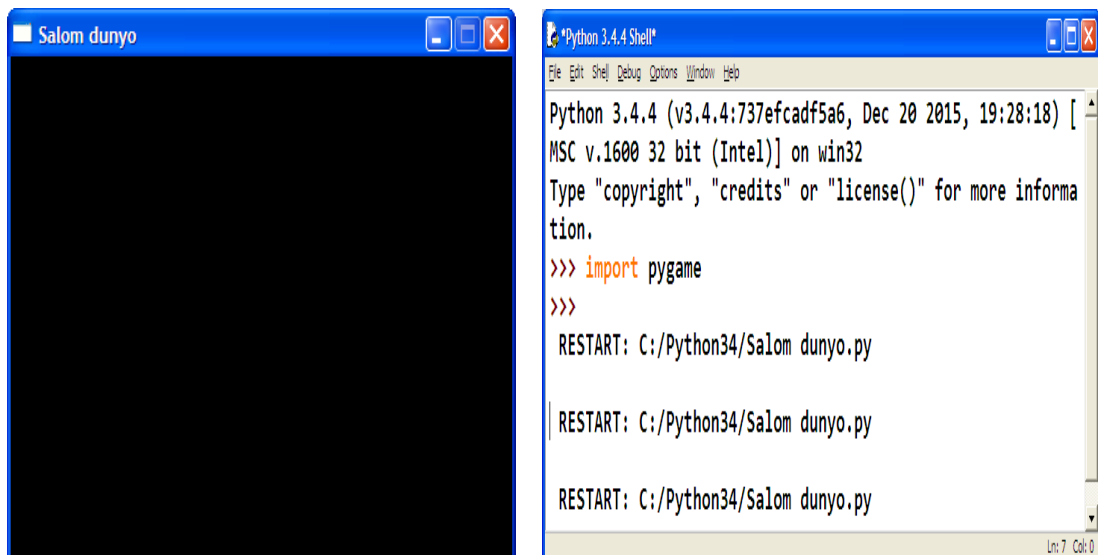 Salom dunyo
*Python 3.4.4 Shell*
File Edit Shell Debug Options Window Help
Python 3.4.4 (v3.4.4:737efcadf5a6, Dec 20 2015, 19:28:18) [
MSC v.1600 32 bit (Intel)] on win32
Type "copyright", "credits" or "license()" for more informa
tion.
>>> import pygame
>>>
RESTART: C:/Python34/Salom dunyo.py
RESTART: C:/Python34/Salom dunyo.py
RESTART: C:/Python34/Salom dunyo.py
Ln: 7 Col: 0